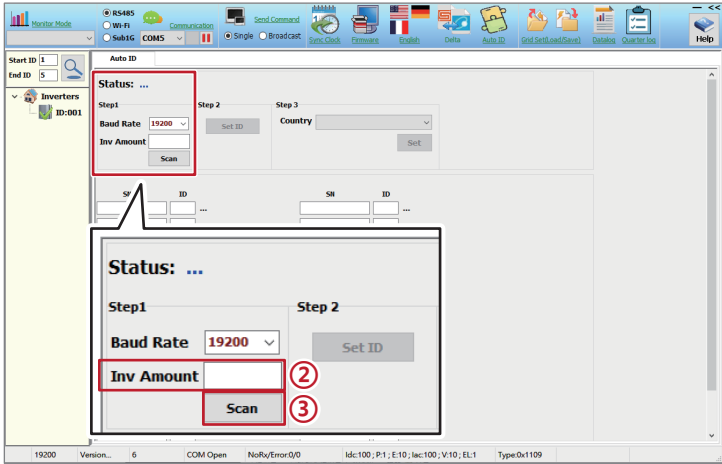 Monitor Mode
RS485
Wi-Fi
Sub1G
COM5
Communication
Send Command
Single
Broadcast
Sync Clock
Firmware
English
Delta
Auto ID
Grid Set(Load/Save)
Datalog
Quarter log
<<
Help
Start ID 1
End ID 5
Inverters
ID:001
Auto ID
Status: ...
Step1
Step 2
Step 3
Baud Rate 19200
Set ID
Country
Inv Amount
Set
Scan
ID
...
SN
ID
...
Status: ...
Step1
Step 2
Baud Rate 19200
Set ID
Inv Amount
②
Scan
③
19200
Version...
6
COM Open
NoRx/Error:0/0
Idc:100 ; P:1 ; E:10 ; Iac:100 ; V:10 ; EL:1
Type:0x1109